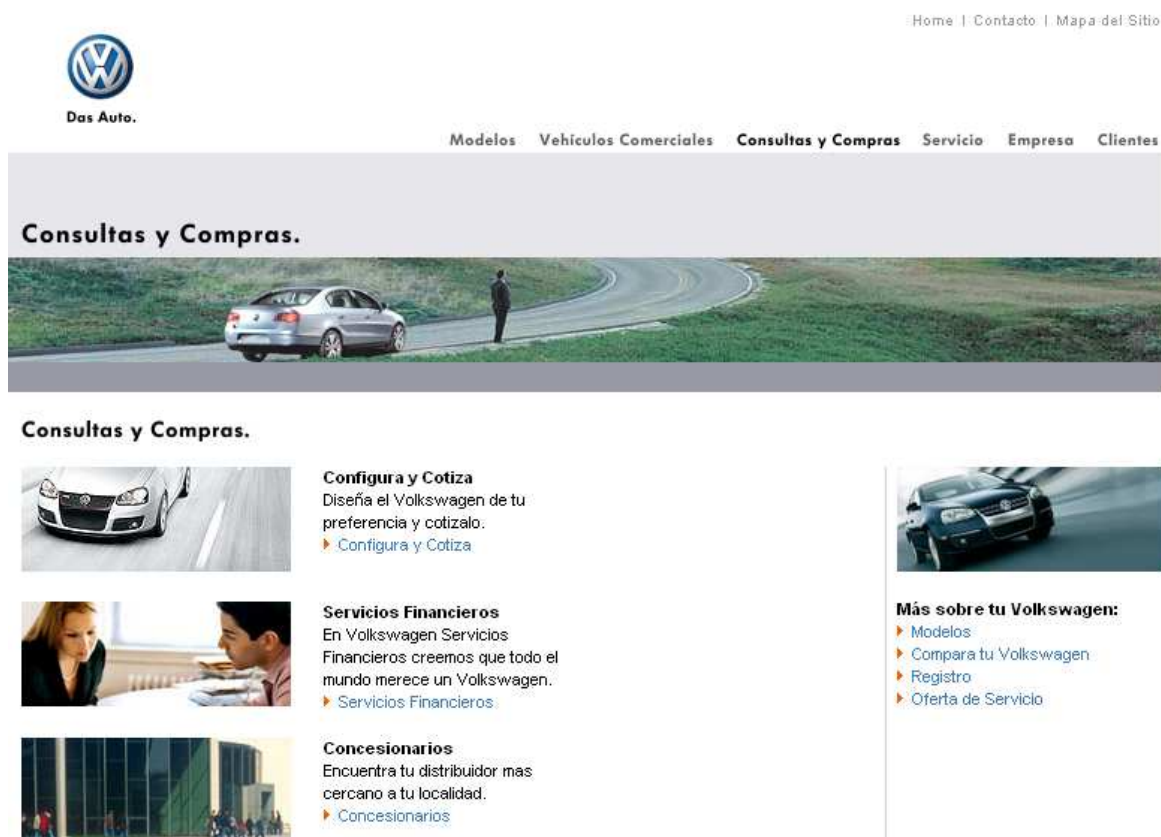 Home | Contacto | Mapa del Sitio
Das Auto.
Modelos Vehículos Comerciales Consultas y Compras Servicio Empresa Clientes
Consultas y Compras.
Consultas y Compras.
Configura y Cotiza
Diseña el Volkswagen de tu
preferencia y cotizalo.
Configura y Cotiza
Servicios Financieros
En Volkswagen Servicios
Financieros creemos que todo el
mundo merece un Volkswagen.
Servicios Financieros
Concesionarios
Encuentra tu distribuidor mas
cercano a tu localidad.
Concesionarios
Más sobre tu Volkswagen:
Modelos
Compara tu Volkswagen
Registro
Oferta de Servicio